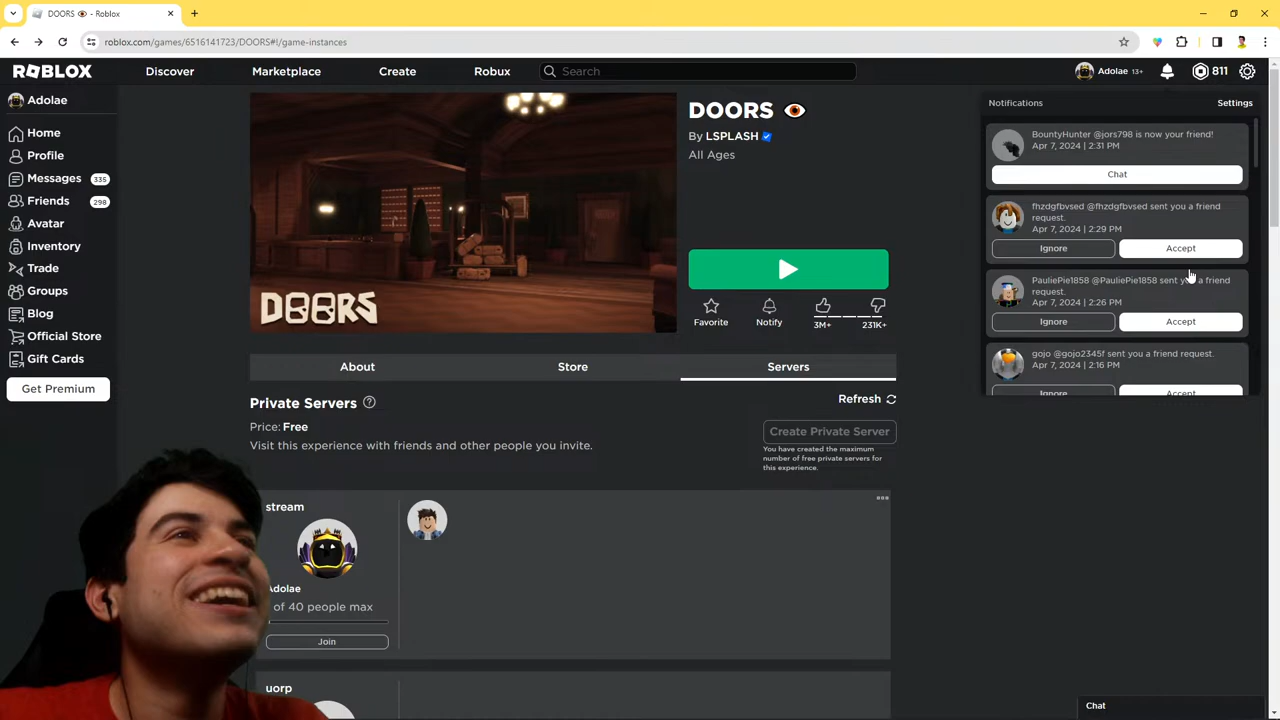 DOORS - Roblox
roblox.com/games/6516141723/DOORS#!/game-instances
ROBLOX
Discover
Marketplace
Create
Robux
Search
Adolae 13+
811
Adolae
Home
Profile
Messages 335
Friends 298
Avatar
Inventory
Trade
Groups
Blog
Official Store
Gift Cards
Get Premium
DOORS
DOORS
By LSPLASH
All Ages
Favorite
Notify
3M+
231K+
About
Store
Servers
Private Servers
Refresh
Price: Free
Visit this experience with friends and other people you invite.
Create Private Server
You have created the maximum
number of free private servers for
this experience.
stream
Adolae
of 40 people max
Join
uorp
Notifications
Settings
BountyHunter @jors798 is now your friend!
Apr 7, 2024 | 2:31 PM
Chat
fhzdgfbvsed @fhzdgfbvsed sent you a friend
request.
Apr 7, 2024 | 2:29 PM
Ignore
Accept
PauliePie1858 @PauliePie1858 sent you a friend
request.
Apr 7, 2024 | 2:26 PM
Ignore
Accept
gojo @gojo2345f sent you a friend request.
Apr 7, 2024 | 2:16 PM
Ignore
Accept
Chat